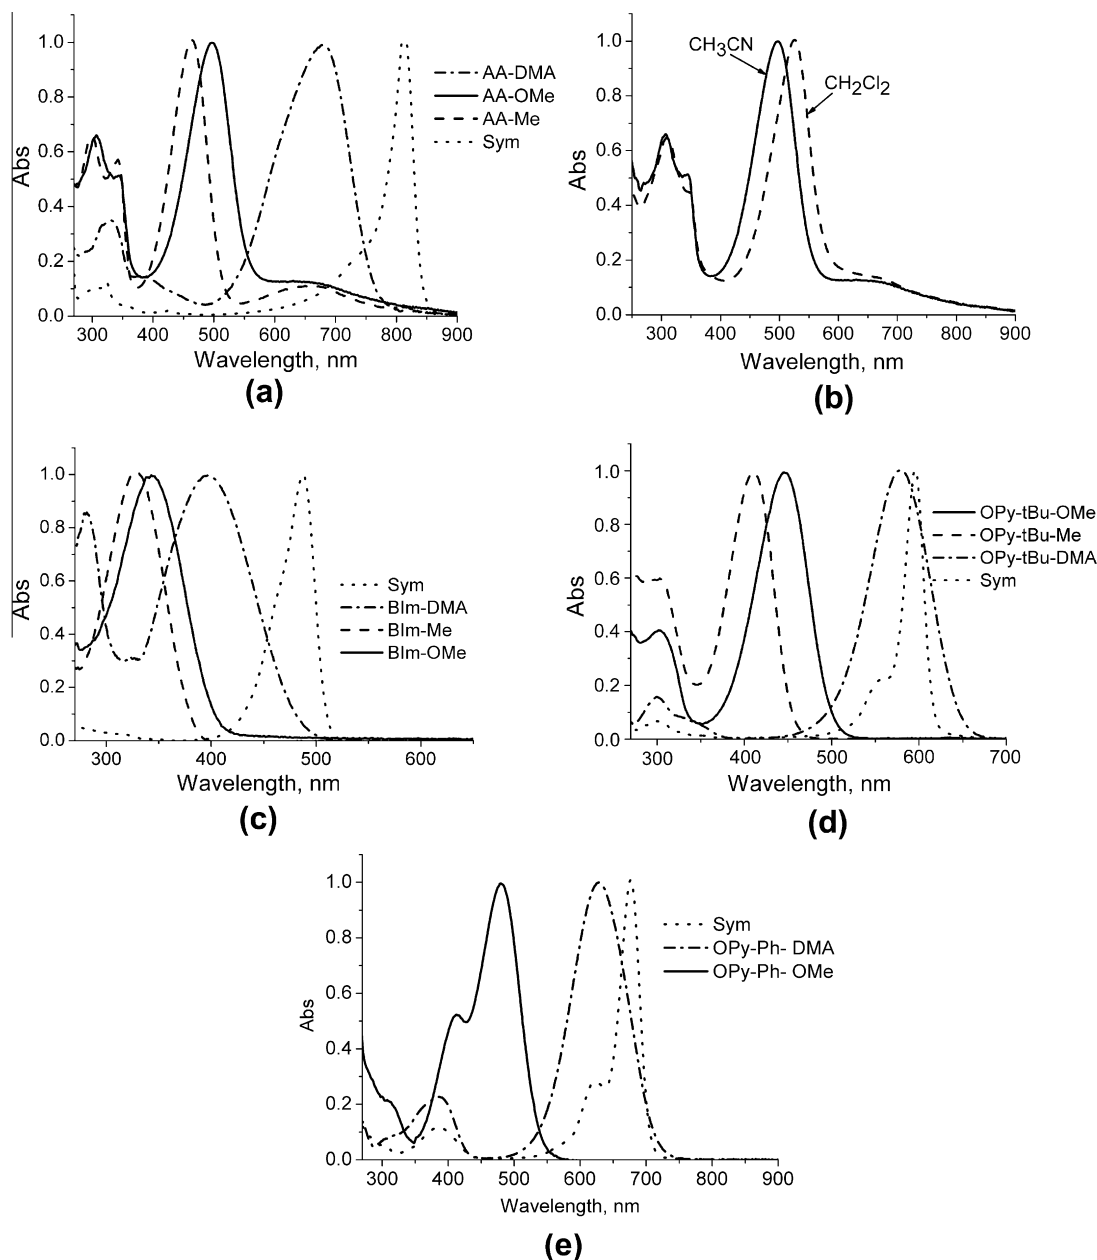 Abs
1.0
0.8
0.6
0.4
0.2
0.0
300 400 500 600 700 800 900
Wavelength, nm
AA-DMA
AA-OMe
AA-Me
Sym
(a)
Abs
1.0
0.8
0.6
0.4
0.2
0.0
300 400 500 600 700 800 900
Wavelength, nm
CH3CN
CH2Cl2
(b)
Abs
1.0
0.8
0.6
0.4
0.2
0.0
300 400 500 600
Wavelength, nm
Sym
BIm-DMA
BIm-Me
BIm-OMe
(c)
Abs
1.0
0.8
0.6
0.4
0.2
0.0
300 400 500 600 700
Wavelength, nm
OPy-tBu-OMe
OPy-tBu-Me
OPy-tBu-DMA
Sym
(d)
Abs
1.0
0.8
0.6
0.4
0.2
0.0
300 400 500 600 700 800 900
Wavelength, nm
Sym
OPy-Ph- DMA
OPy-Ph- OMe
(e)